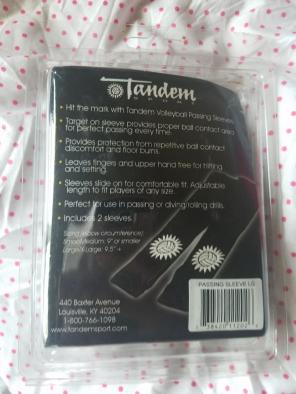 Tandem
SPORT
• Hit the mark with Tandem Volleyball Passing Sleeves
• Target on sleeve provides proper ball contact area
for perfect passing every time.
• Provides protection from repetitive ball contact
discomfort and floor burns.
• Leaves fingers and upper hand free for hitting
and setting.
• Sleeves slide on for comfortable fit. Adjustable
length to fit players of any size.
• Perfect for use in passing or diving/rolling drills.
• Includes 2 sleeves
Sizing (elbow circumference):
Small/Medium: 9" or smaller
Large/X-Large: 9.5" +
PASSING SLEEVE LG
440 Baxter Avenue
Louisville, KY 40204
1-800-766-1098
www.tandemsport.com